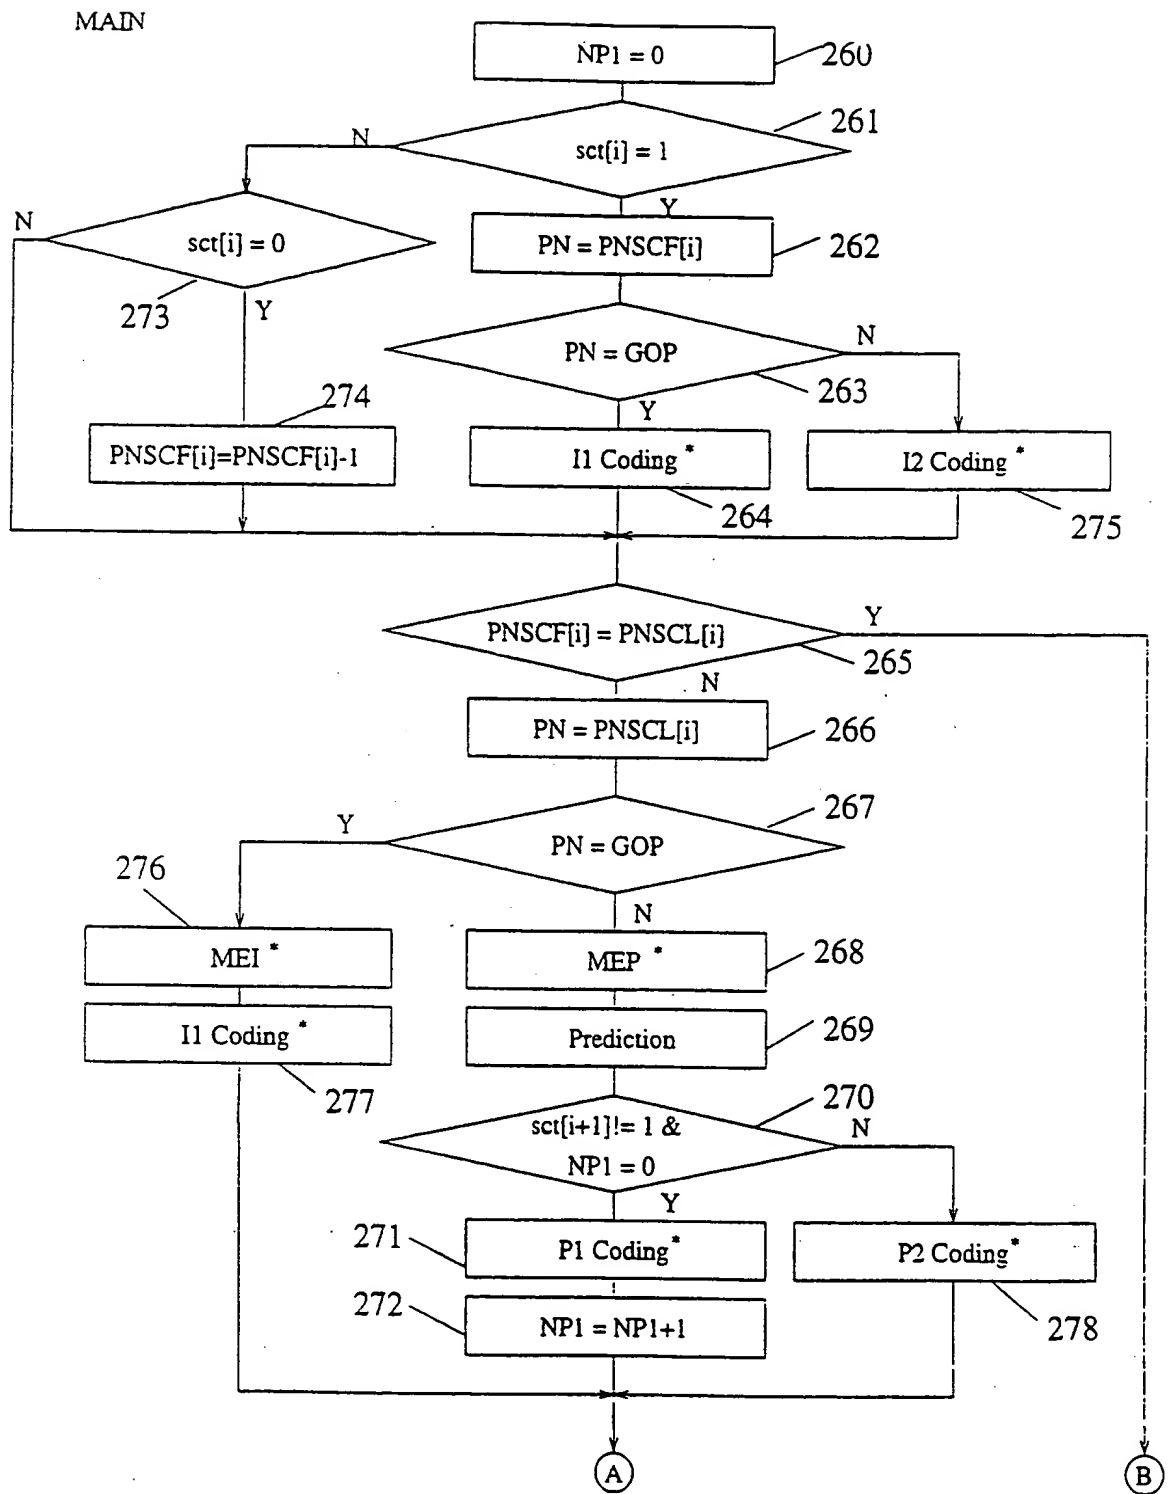 MAIN
NP1 = 0
260
261
N
sct[i] = 1
Y
N
sct[i] = 0
273
Y
PN = PNSCF[i]
262
PN = GOP
N
263
Y
274
PNSCF[i]=PNSCF[i]-1
I1 Coding *
264
I2 Coding *
275
PNSCF[i] = PNSCL[i]
Y
265
N
PN = PNSCL[i]
266
267
Y
PN = GOP
276
N
MEI *
MEP *
268
I1 Coding *
277
Prediction
269
270
sct[i+1]!= 1 &
NP1 = 0
N
Y
271
P1 Coding*
P2 Coding*
278
272
NP1 = NP1+1
A
B